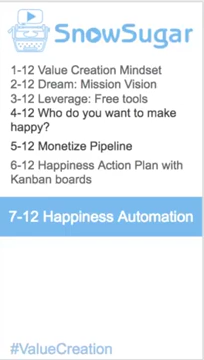 SnowSugar
1-12 Value Creation Mindset
2-12 Dream: Mission Vision
3-12 Leverage: Free tools
4-12 Who do you want to make
happy?
5-12 Monetize Pipeline
6-12 Happiness Action Plan with
Kanban boards
7-12 Happiness Automation
#ValueCreation